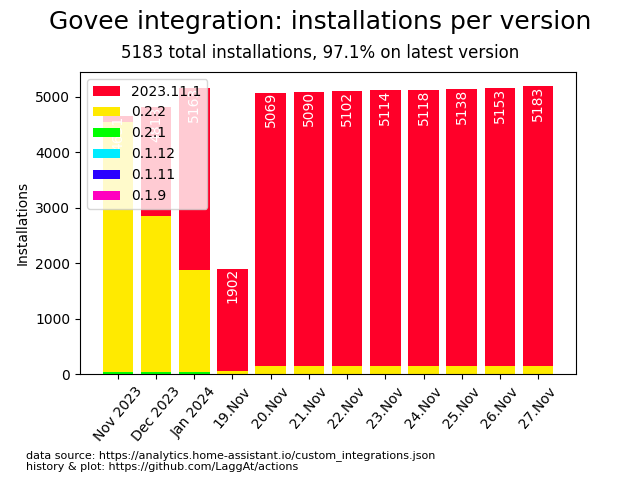 Govee integration: installations per version
5183 total installations, 97.1% on latest version
Installations
5000
4000
3000
2000
1000
0
2023.11.1
0.2.2
0.2.1
0.1.12
0.1.11
0.1.9
1902
5069
5090
5102
5114
5118
5138
5153
5183
Nov 2023
Dec 2023
Jan 2024
19.Nov
20.Nov
21.Nov
22.Nov
23.Nov
24.Nov
25.Nov
26.Nov
27.Nov
data source: https://analytics.home-assistant.io/custom_integrations.json
history & plot: https://github.com/LaggAt/actions